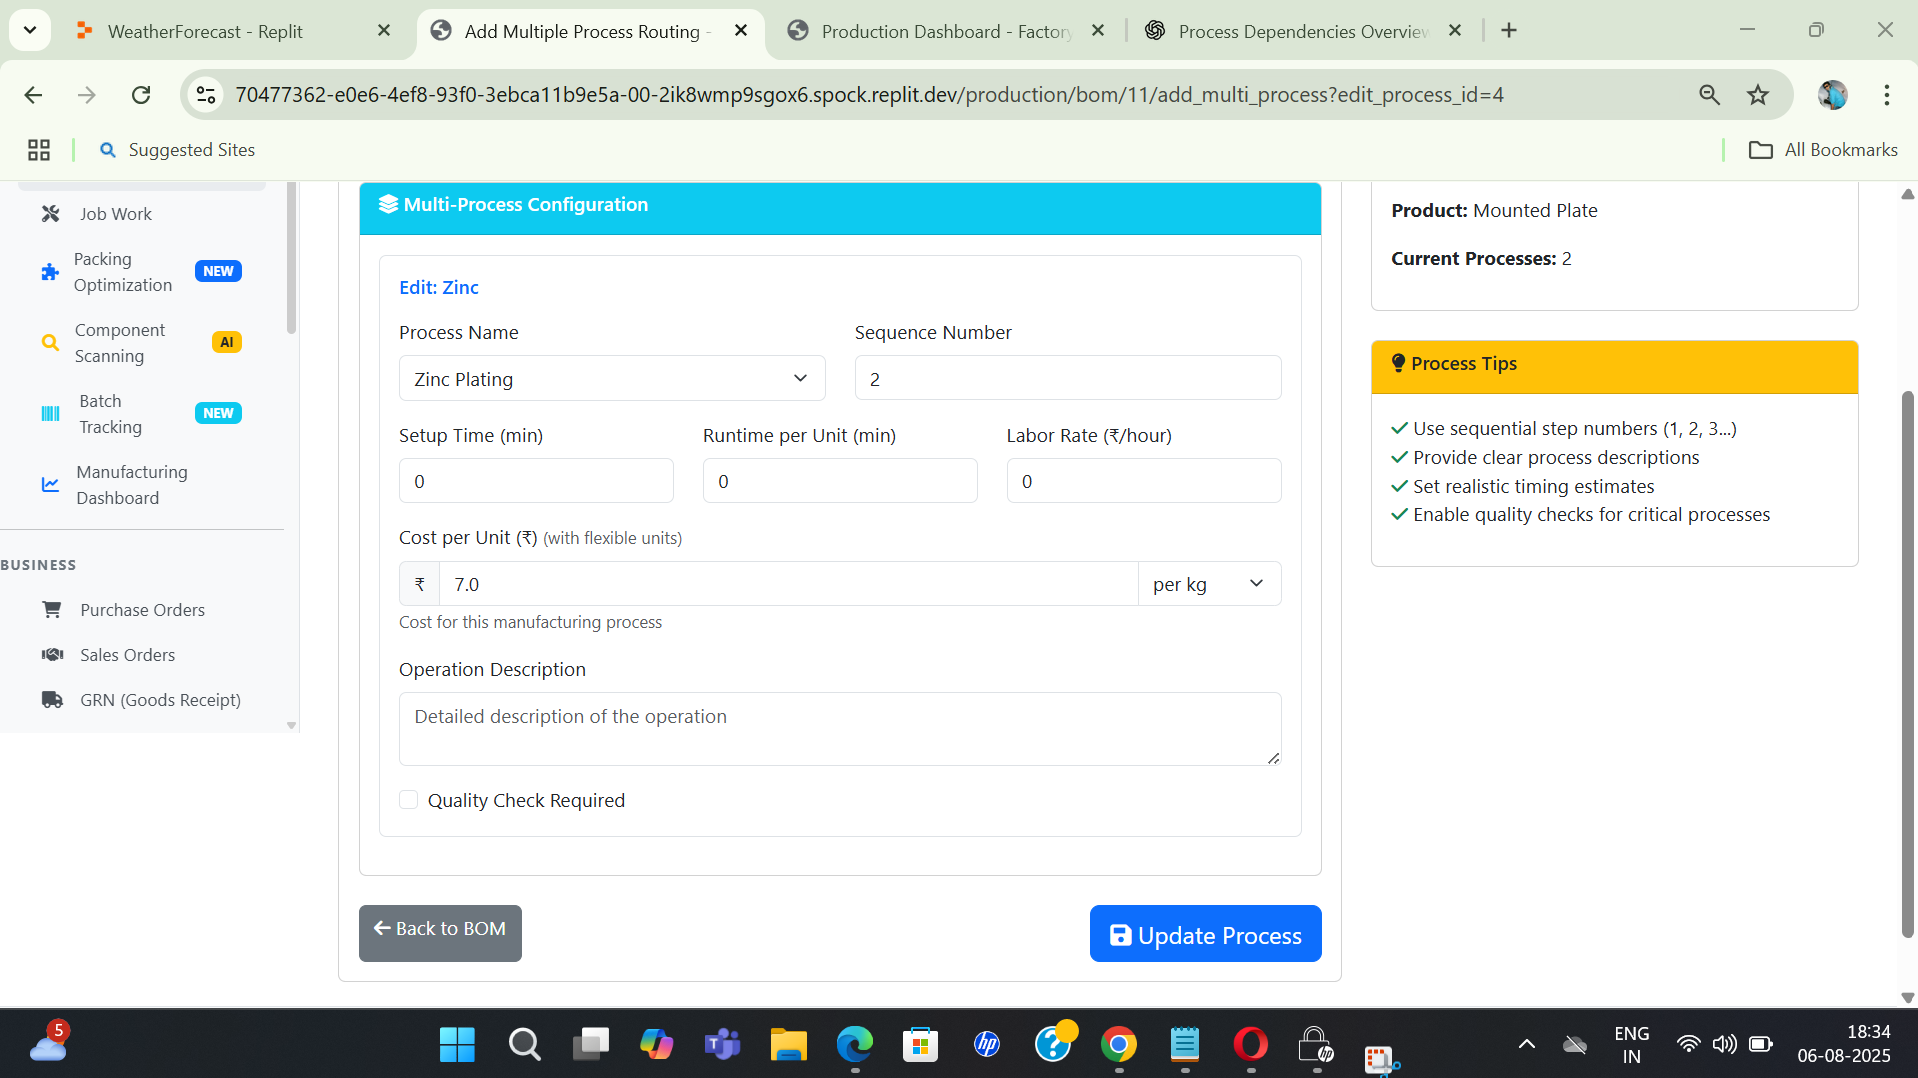 WeatherForecast - Replit
Add Multiple Process Routing -
Production Dashboard - Factory
Process Dependencies Overview
70477362-e0e6-4ef8-93f0-3ebca11b9e5a-00-2ik8wmp9sgox6.spock.replit.dev/production/bom/11/add_multi_process?edit_process_id=4
Suggested Sites
All Bookmarks
Job Work
Packing
Optimization
NEW
Component
Scanning
AI
Batch
Tracking
NEW
Manufacturing
Dashboard
BUSINESS
Purchase Orders
Sales Orders
GRN (Goods Receipt)
Multi-Process Configuration
Edit: Zinc
Process Name
Sequence Number
Zinc Plating
2
Setup Time (min)
Runtime per Unit (min)
Labor Rate (₹/hour)
0
0
0
Cost per Unit (₹) (with flexible units)
₹ 7.0
per kg
Cost for this manufacturing process
Operation Description
Detailed description of the operation
Quality Check Required
Back to BOM
Update Process
Product: Mounted Plate
Current Processes: 2
Process Tips
Use sequential step numbers (1, 2, 3...)
Provide clear process descriptions
Set realistic timing estimates
Enable quality checks for critical processes
5
ENG
IN
18:34
06-08-2025